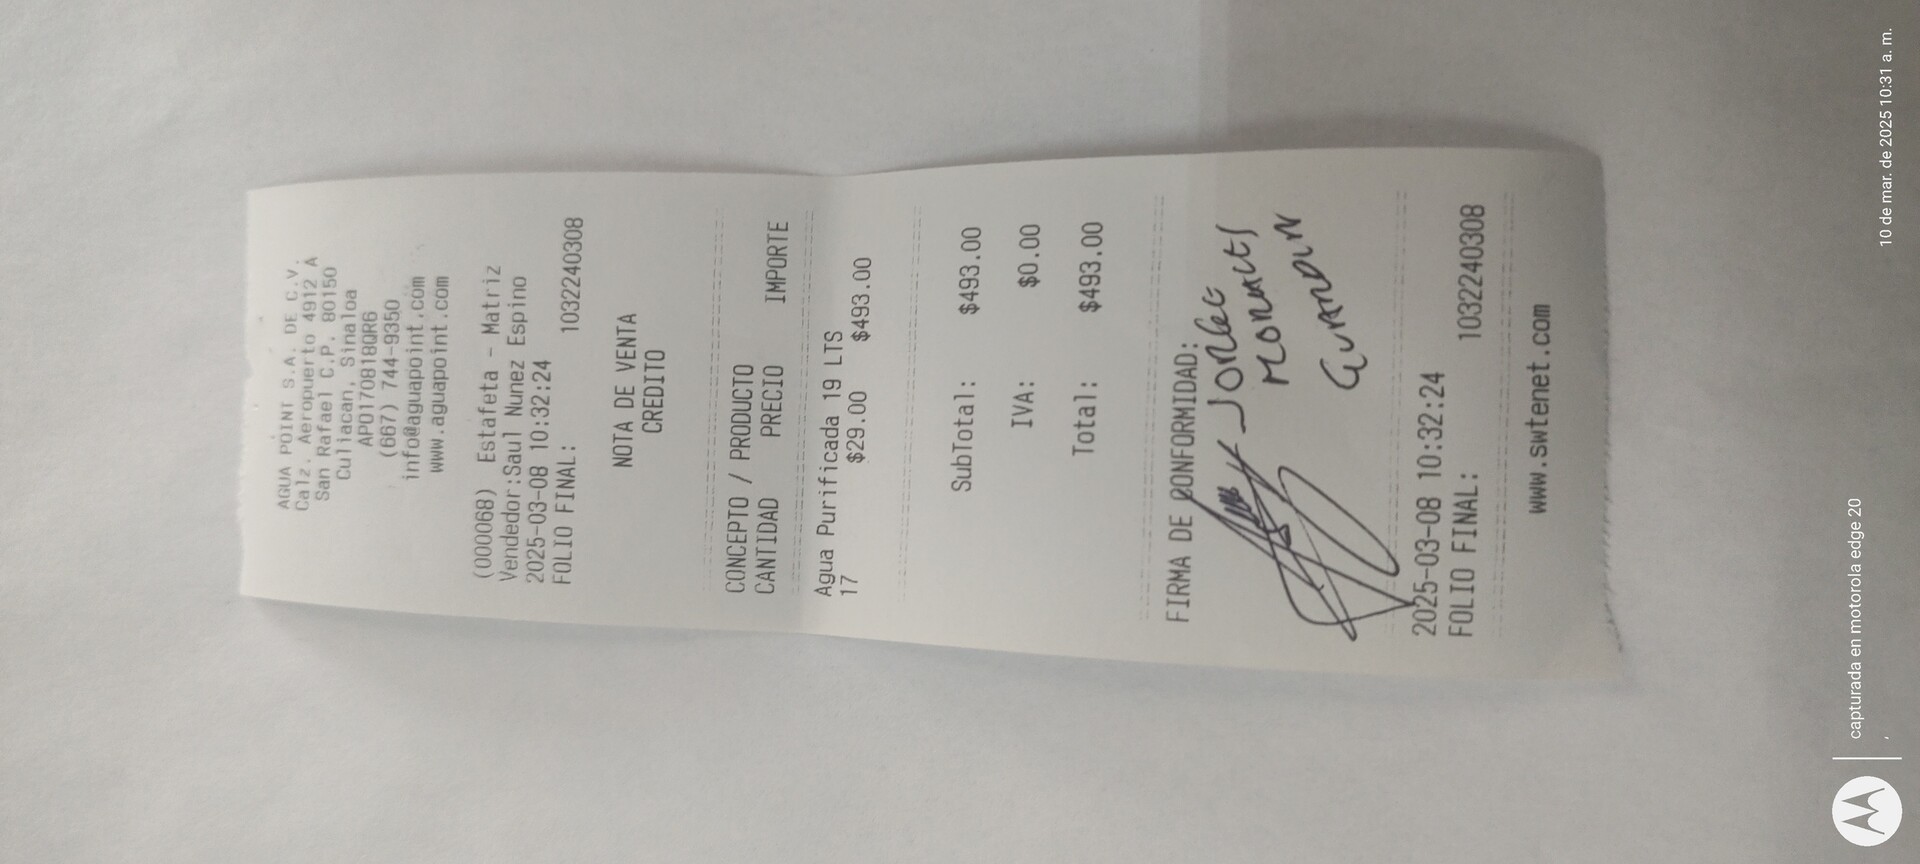 AGUA POINT S.A. DE C.V.
Calz. Aeropuerto 4912 A
San Rafael C.P. 80150
Culiacan, Sinaloa
APO170818QR6
(667) 744-9350
info@aguapoint.com
www.aguapoint.com
(000068) Estafeta - Matriz
Vendedor:Saul Nunez Espino
2025-03-08 10:32:24
FOLIO FINAL: 1032240308
NOTA DE VENTA
CREDITO
CONCEPTO / PRODUCTO
CANTIDAD PRECIO IMPORTE
Agua Purificada 19 LTS
17 $29.00 $493.00
SubTotal: $493.00
IVA: $0.00
Total: $493.00
FIRMA DE CONFORMIDAD:
JORGE
2025-03-08 10:32:24
FOLIO FINAL: 1032240308
www.swtenet.com
capturada en motorola edge 20
10 de mar. de 2025 10:31 a. m.